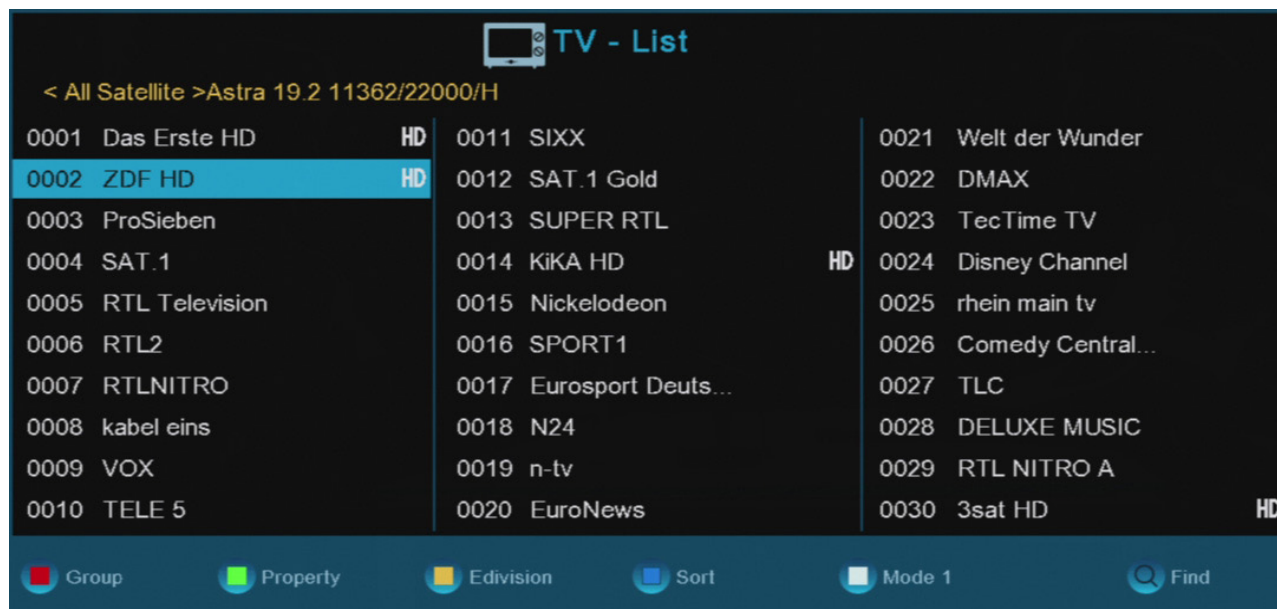 TV - List
< All Satellite >Astra 19.2 11362/22000/H
0001 Das Erste HD HD
0002 ZDF HD HD
0003 ProSieben
0004 SAT.1
0005 RTL Television
0006 RTL2
0007 RTLNITRO
0008 kabel eins
0009 VOX
0010 TELE 5
0011 SIXX
0012 SAT.1 Gold
0013 SUPER RTL
0014 KiKA HD HD
0015 Nickelodeon
0016 SPORT1
0017 Eurosport Deuts...
0018 N24
0019 n-tv
0020 EuroNews
0021 Welt der Wunder
0022 DMAX
0023 TecTime TV
0024 Disney Channel
0025 rhein main tv
0026 Comedy Central...
0027 TLC
0028 DELUXE MUSIC
0029 RTL NITRO A
0030 3sat HD HD
Group Property Edivision Sort Mode 1 Find